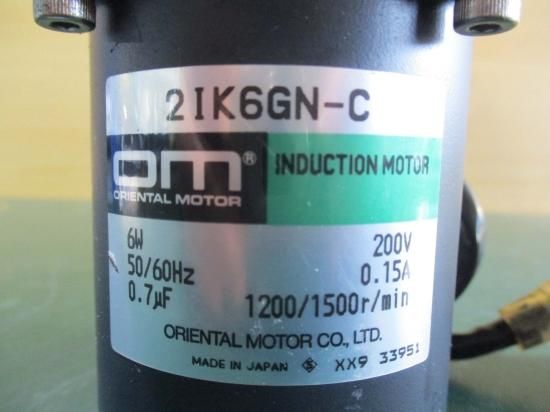 2IK6GN-C
om®
ORIENTAL MOTOR
INDUCTION MOTOR
6W 200V
50/60Hz 0.15A
0.7µF 1200/1500r/min
ORIENTAL MOTOR CO., LTD.
MADE IN JAPAN S XX9 33951